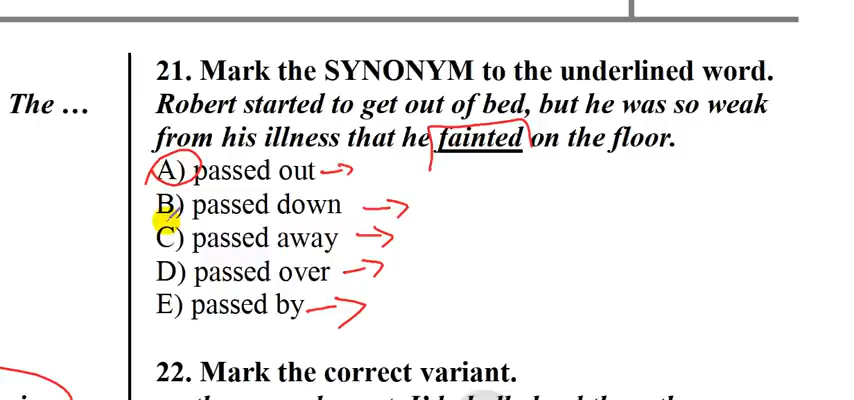 The …
21. Mark the SYNONYM to the underlined word.
Robert started to get out of bed, but he was so weak
from his illness that he fainted on the floor.
A) passed out
B) passed down
C) passed away
D) passed over
E) passed by
22. Mark the correct variant.